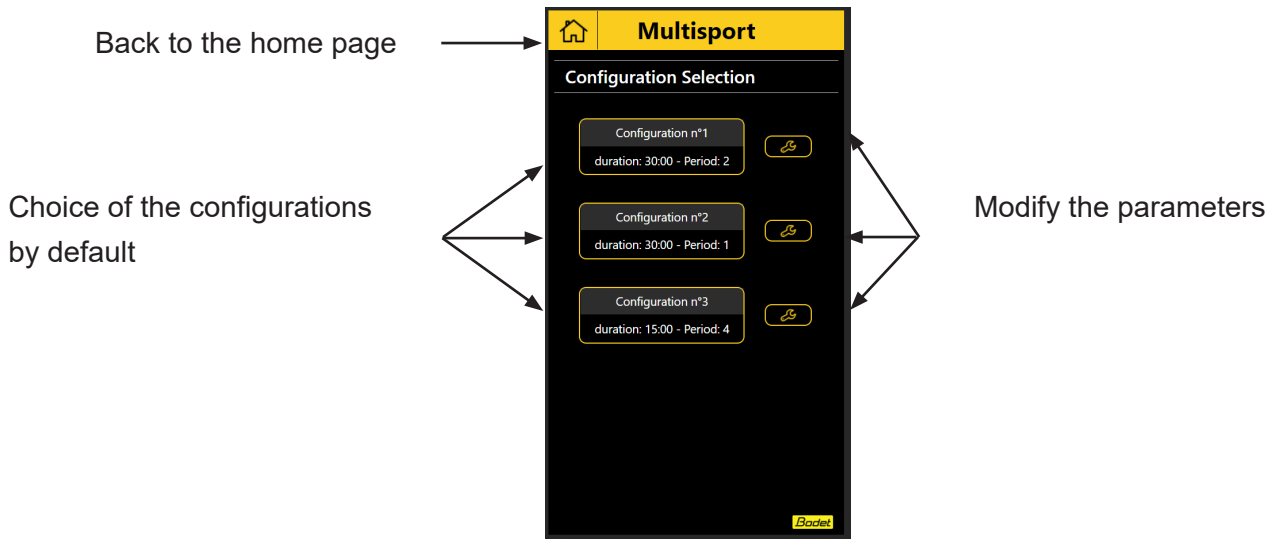 Back to the home page
Multisport
Configuration Selection
Configuration n°1
duration: 30:00 - Period: 2
Choice of the configurations
by default
Configuration n°2
duration: 30:00 - Period: 1
Modify the parameters
Configuration n°3
duration: 15:00 - Period: 4
Bodet